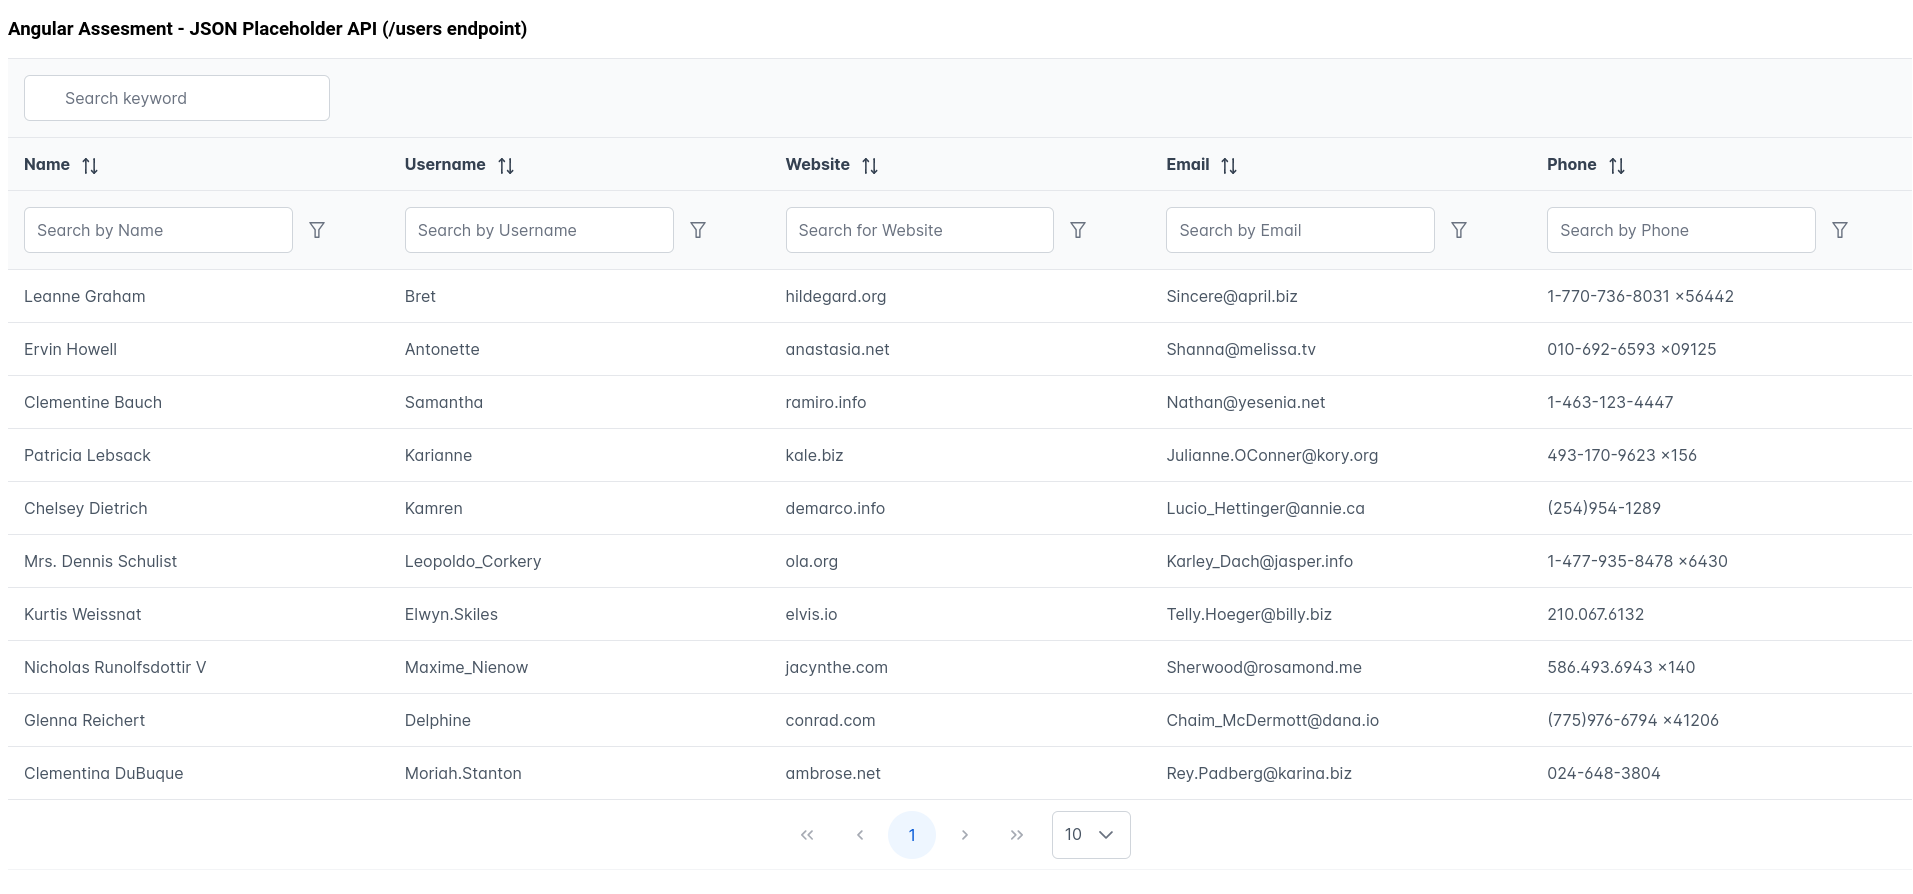 Angular Assesment - JSON Placeholder API (/users endpoint)
Search keyword
Name Username Website Email Phone
Search by Name Search by Username Search for Website Search by Email Search by Phone
Leanne Graham Bret hildegard.org Sincere@april.biz 1-770-736-8031 x56442
Ervin Howell Antonette anastasia.net Shanna@melissa.tv 010-692-6593 x09125
Clementine Bauch Samantha ramiro.info Nathan@yesenia.net 1-463-123-4447
Patricia Lebsack Karianne kale.biz Julianne.OConner@kory.org 493-170-9623 x156
Chelsey Dietrich Kamren demarco.info Lucio_Hettinger@annie.ca (254)954-1289
Mrs. Dennis Schulist Leopoldo_Corkery ola.org Karley_Dach@jasper.info 1-477-935-8478 x6430
Kurtis Weissnat Elwyn.Skiles elvis.io Telly.Hoeger@billy.biz 210.067.6132
Nicholas Runolfsdottir V Maxime_Nienow jacynthe.com Sherwood@rosamond.me 586.493.6943 x140
Glenna Reichert Delphine conrad.com Chaim_McDermott@dana.io (775)976-6794 x41206
Clementina DuBuque Moriah.Stanton ambrose.net Rey.Padberg@karina.biz 024-648-3804
1 10